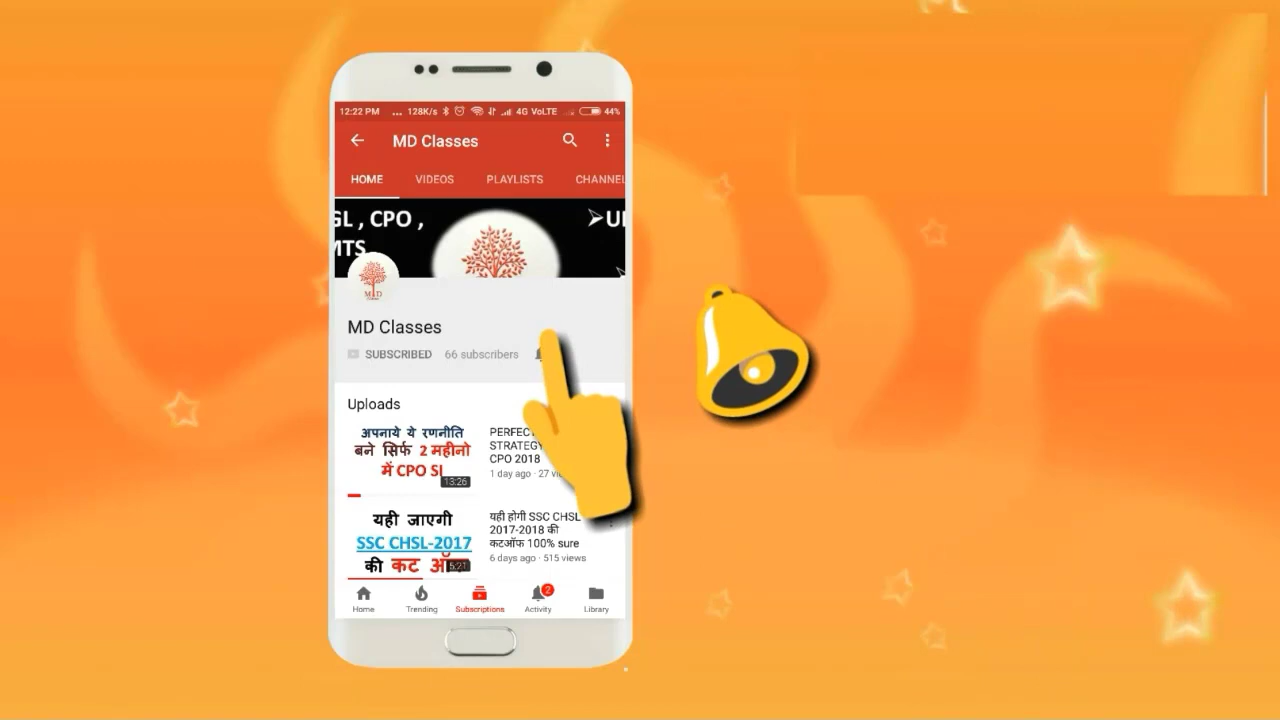 12:22 PM ... 128K/s 4G VoLTE 44%
MD Classes
HOME VIDEOS PLAYLISTS CHANNEL
GL , CPO ,
MTS
MD
MD Classes
SUBSCRIBED 66 subscribers
Uploads
अपनाये ये रणनीति
बने सिर्फ 2 महीनो
में CPO SI
13:26
STRATEGY
CPO 2018
1 day ago · 27
यही जाएगी
SSC CHSL-2017
की कट
5:21
यही होगी SSC CHSL
2017-2018 की
कटऑफ 100% sure
6 days ago · 515 views
2
Home Trending Subscriptions Activity Library